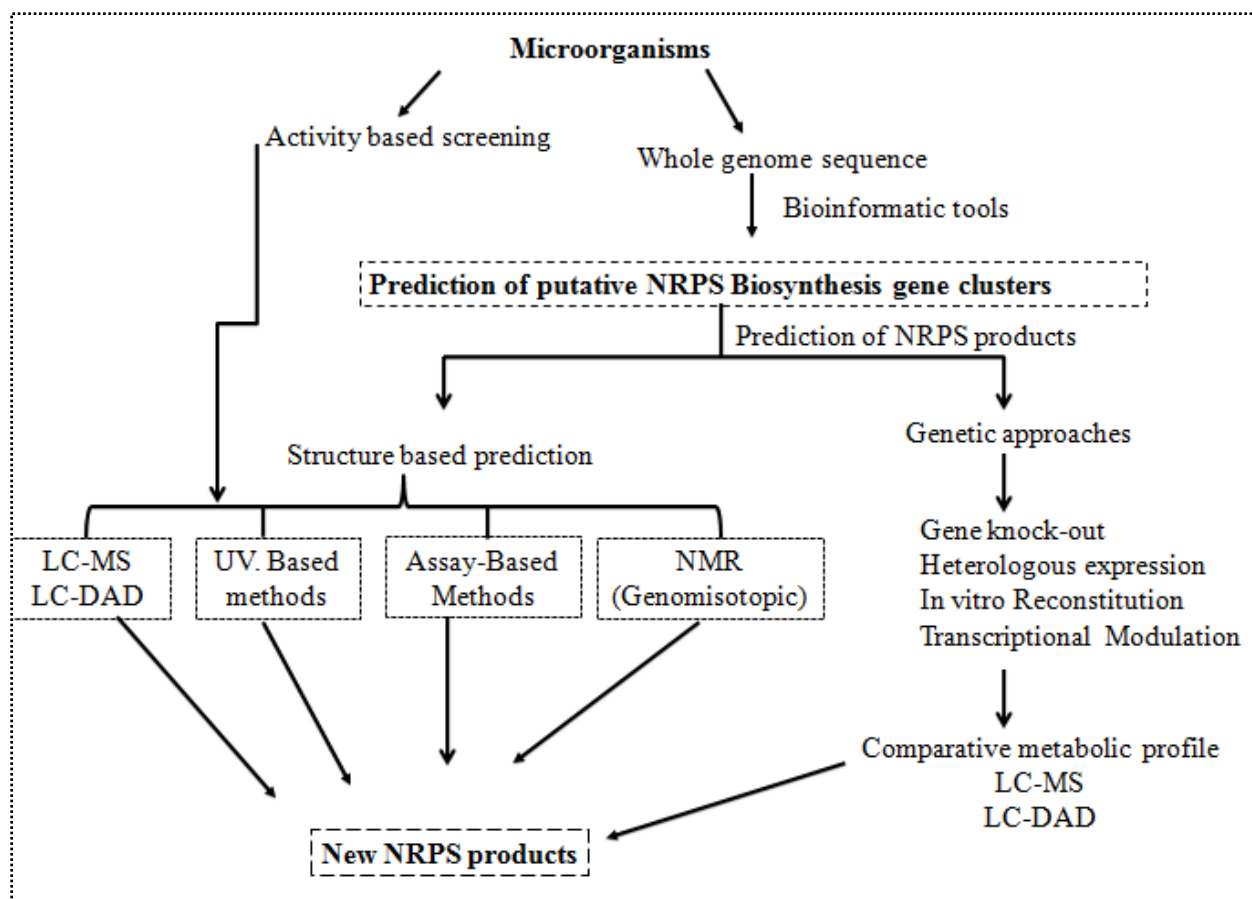 Microorganisms
Activity based screening
Whole genome sequence
Bioinformatic tools
Prediction of putative NRPS Biosynthesis gene clusters
Prediction of NRPS products
Structure based prediction
Genetic approaches
LC-MS
LC-DAD
UV. Based
methods
Assay-Based
Methods
NMR
(Genomisotopic)
Gene knock-out
Heterologous expression
In vitro Reconstitution
Transcriptional Modulation
Comparative metabolic profile
LC-MS
LC-DAD
New NRPS products